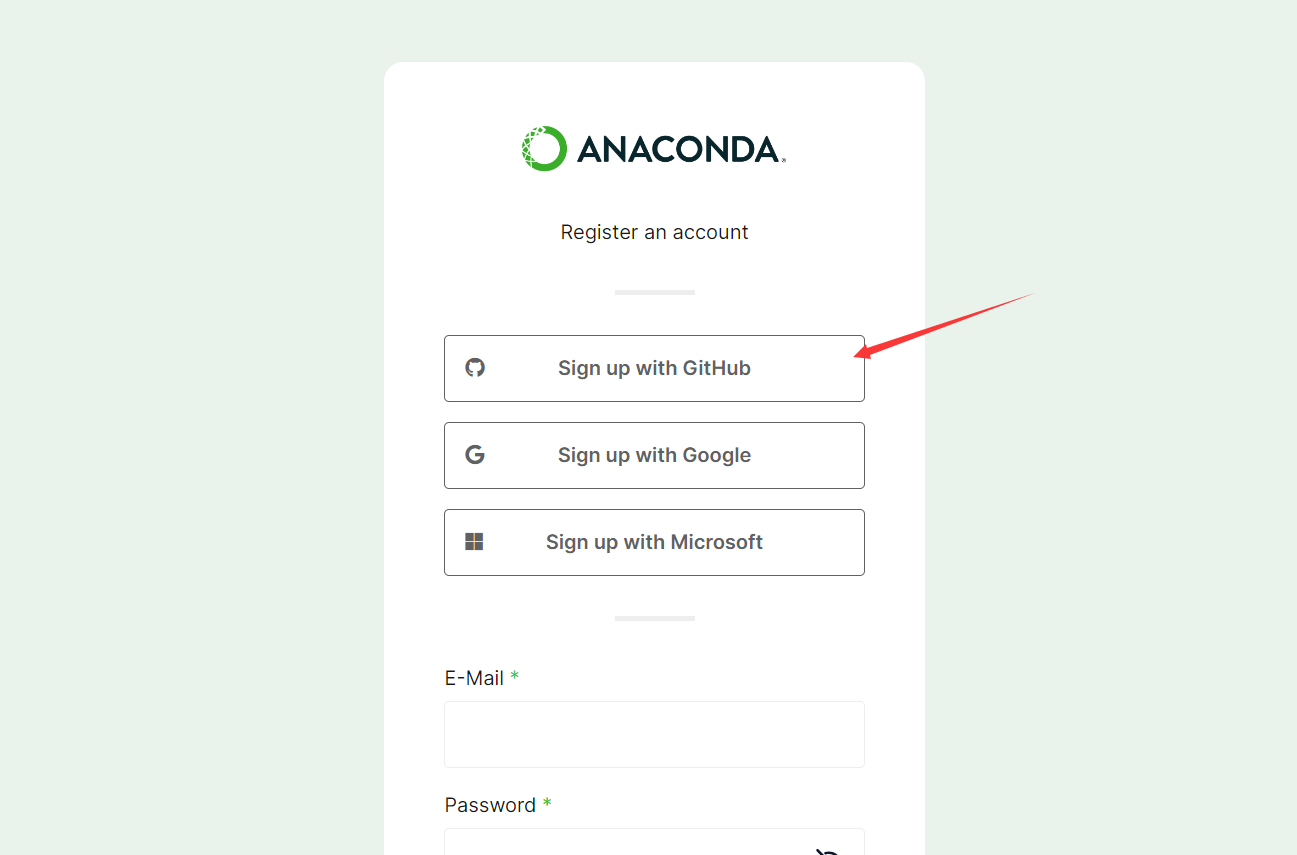 ANACONDA
Register an account
Sign up with GitHub
Sign up with Google
Sign up with Microsoft
E-Mail *
Password *